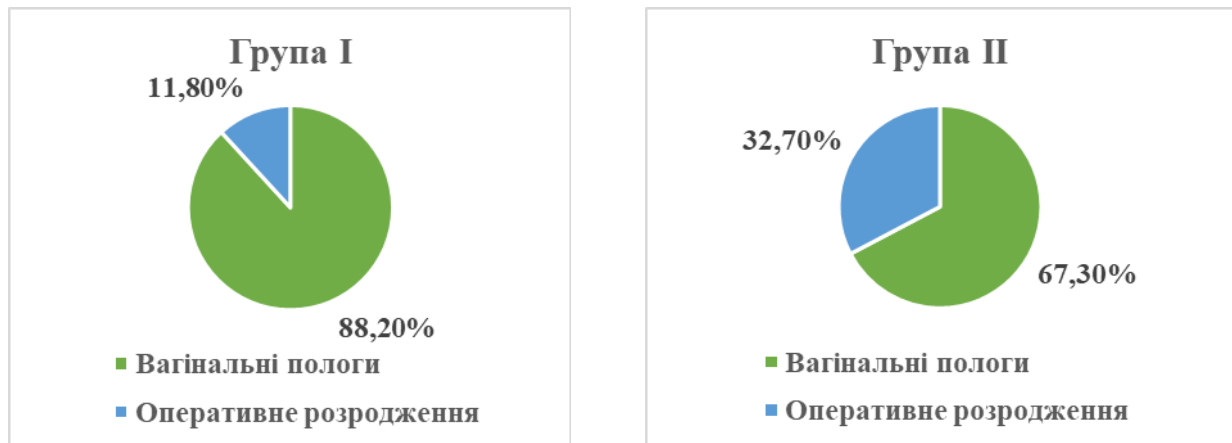 Група І
11,80%
88,20%
Вагінальні пологи
Оперативне розродження
Група ІІ
32,70%
67,30%
Вагінальні пологи
Оперативне розродження